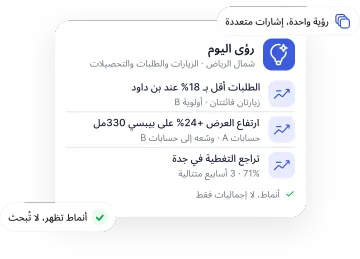 رؤية واحدة، إشارات متعددة
رؤى اليوم
شمال الرياض · الزيارات والطلبات والتحصيلات
الطلبات أقل بـ 18% عند بن داود
زيارتان فائتتان · أولوية B
ارتفاع العرض +24% على بيبسي 330مل
حسابات A · وسّعه إلى حسابات B
تراجع التغطية في جدة
71% · 3 أسابيع متتالية
أنماط، لا إجماليات فقط
أنماط تظهر، لا تُبحث